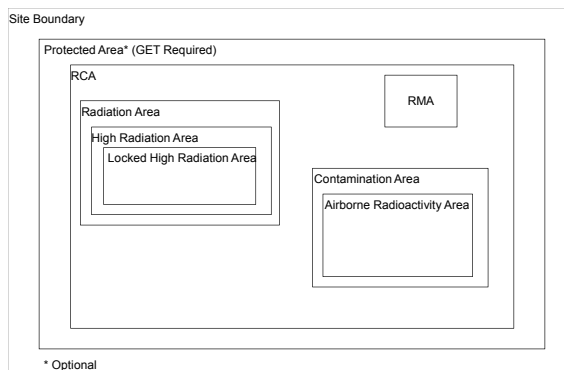 Site Boundary
Protected Area* (GET Required)
RCA
RMA
Radiation Area
High Radiation Area
Locked High Radiation Area
Contamination Area
Airborne Radioactivity Area
* Optional